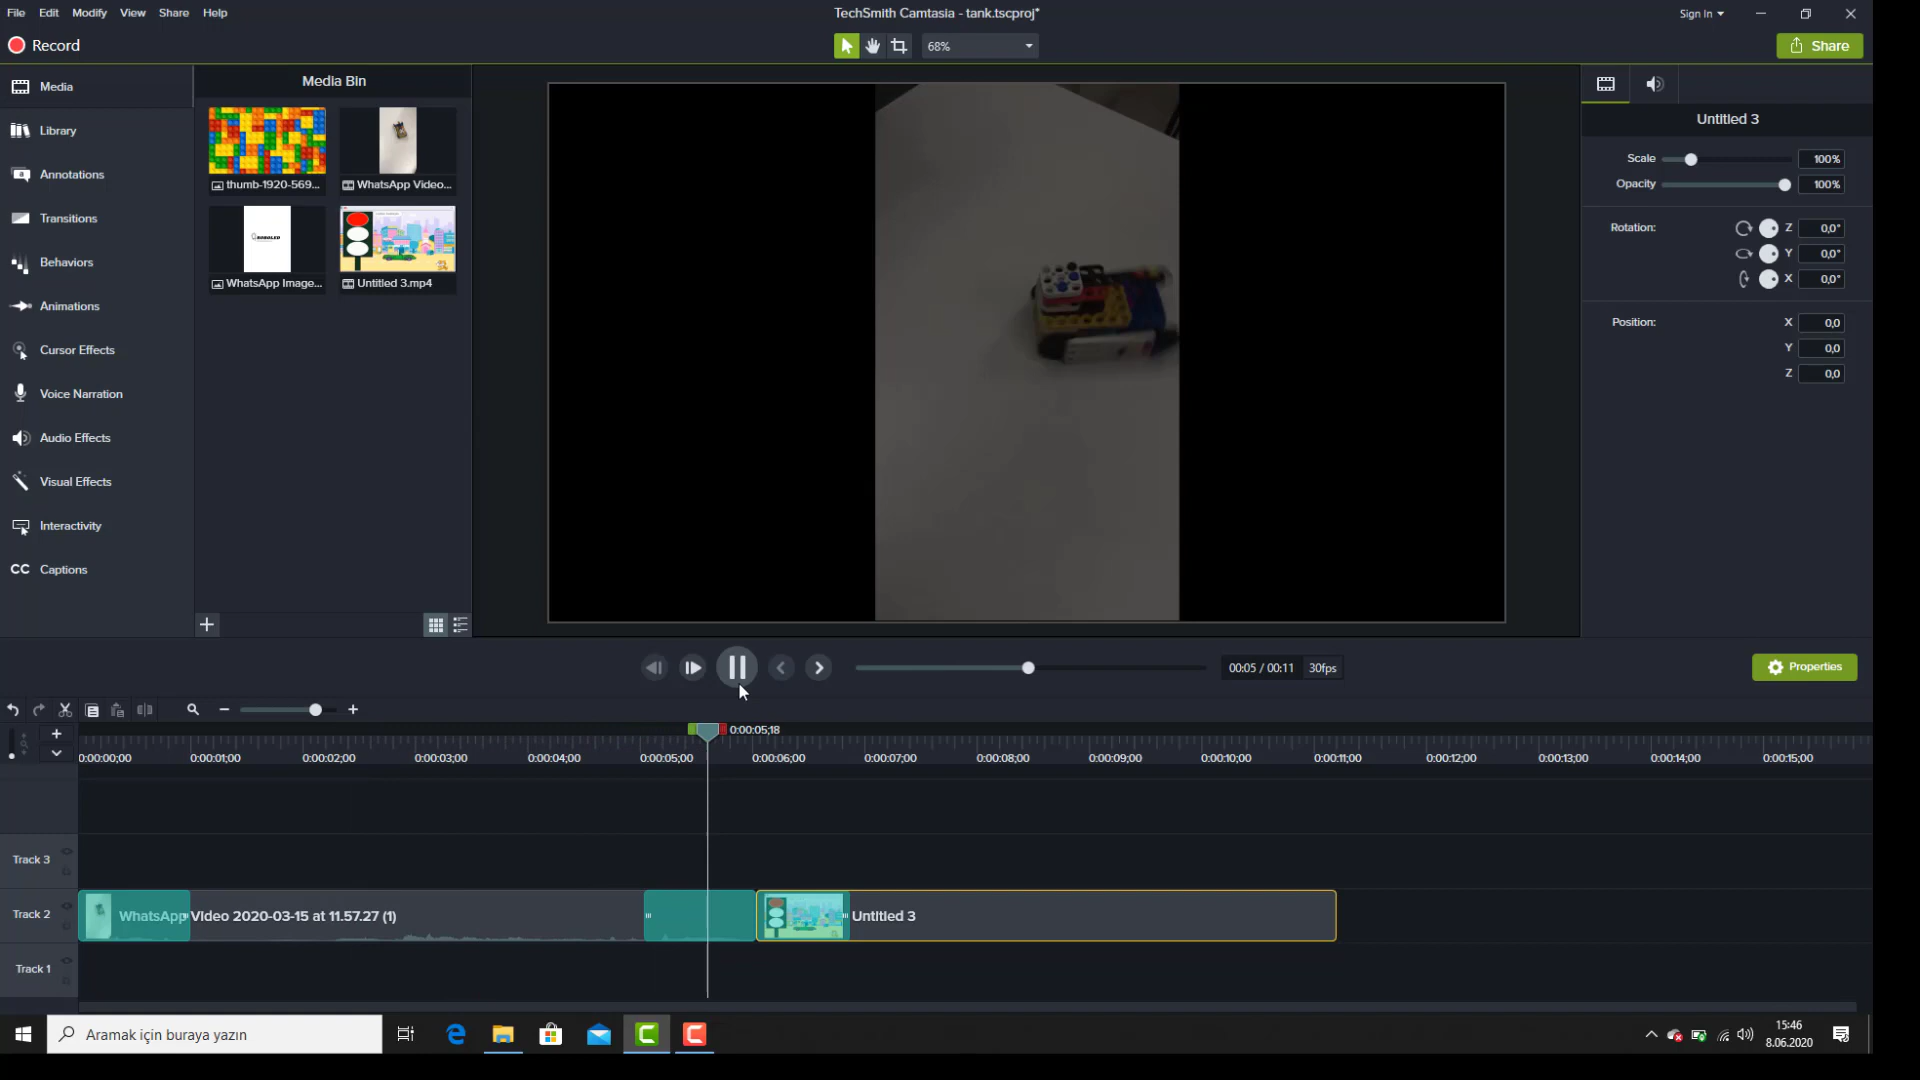 File Edit Modify View Share Help
TechSmith Camtasia - tank.tscproj*
Sign In
Record
68%
Share
Media
Library
Annotations
Transitions
Behaviors
Animations
Cursor Effects
Voice Narration
Audio Effects
Visual Effects
Interactivity
CC Captions
Media Bin
thumb-1920-569...
WhatsApp Video...
WhatsApp Image...
Untitled 3.mp4
Untitled 3
Scale 100%
Opacity 100%
Rotation: Z 0,0°
Y 0,0°
X 0,0°
Position: X 0,0
Y 0,0
Z 0,0
00:05 / 00:11 30fps
Properties
0:00:05;18
0:00:00;00 0:00:01;00 0:00:02;00 0:00:03;00 0:00:04;00 0:00:05;00 0:00:06;00 0:00:07;00 0:00:08;00 0:00:09;00 0:00:10;00 0:00:11;00 0:00:12;00 0:00:13;00 0:00:14;00 0:00:15;00
Track 3
Track 2
WhatsApp Video 2020-03-15 at 11.57.27 (1)
Untitled 3
Track 1
Aramak için buraya yazın
15:46
8.06.2020